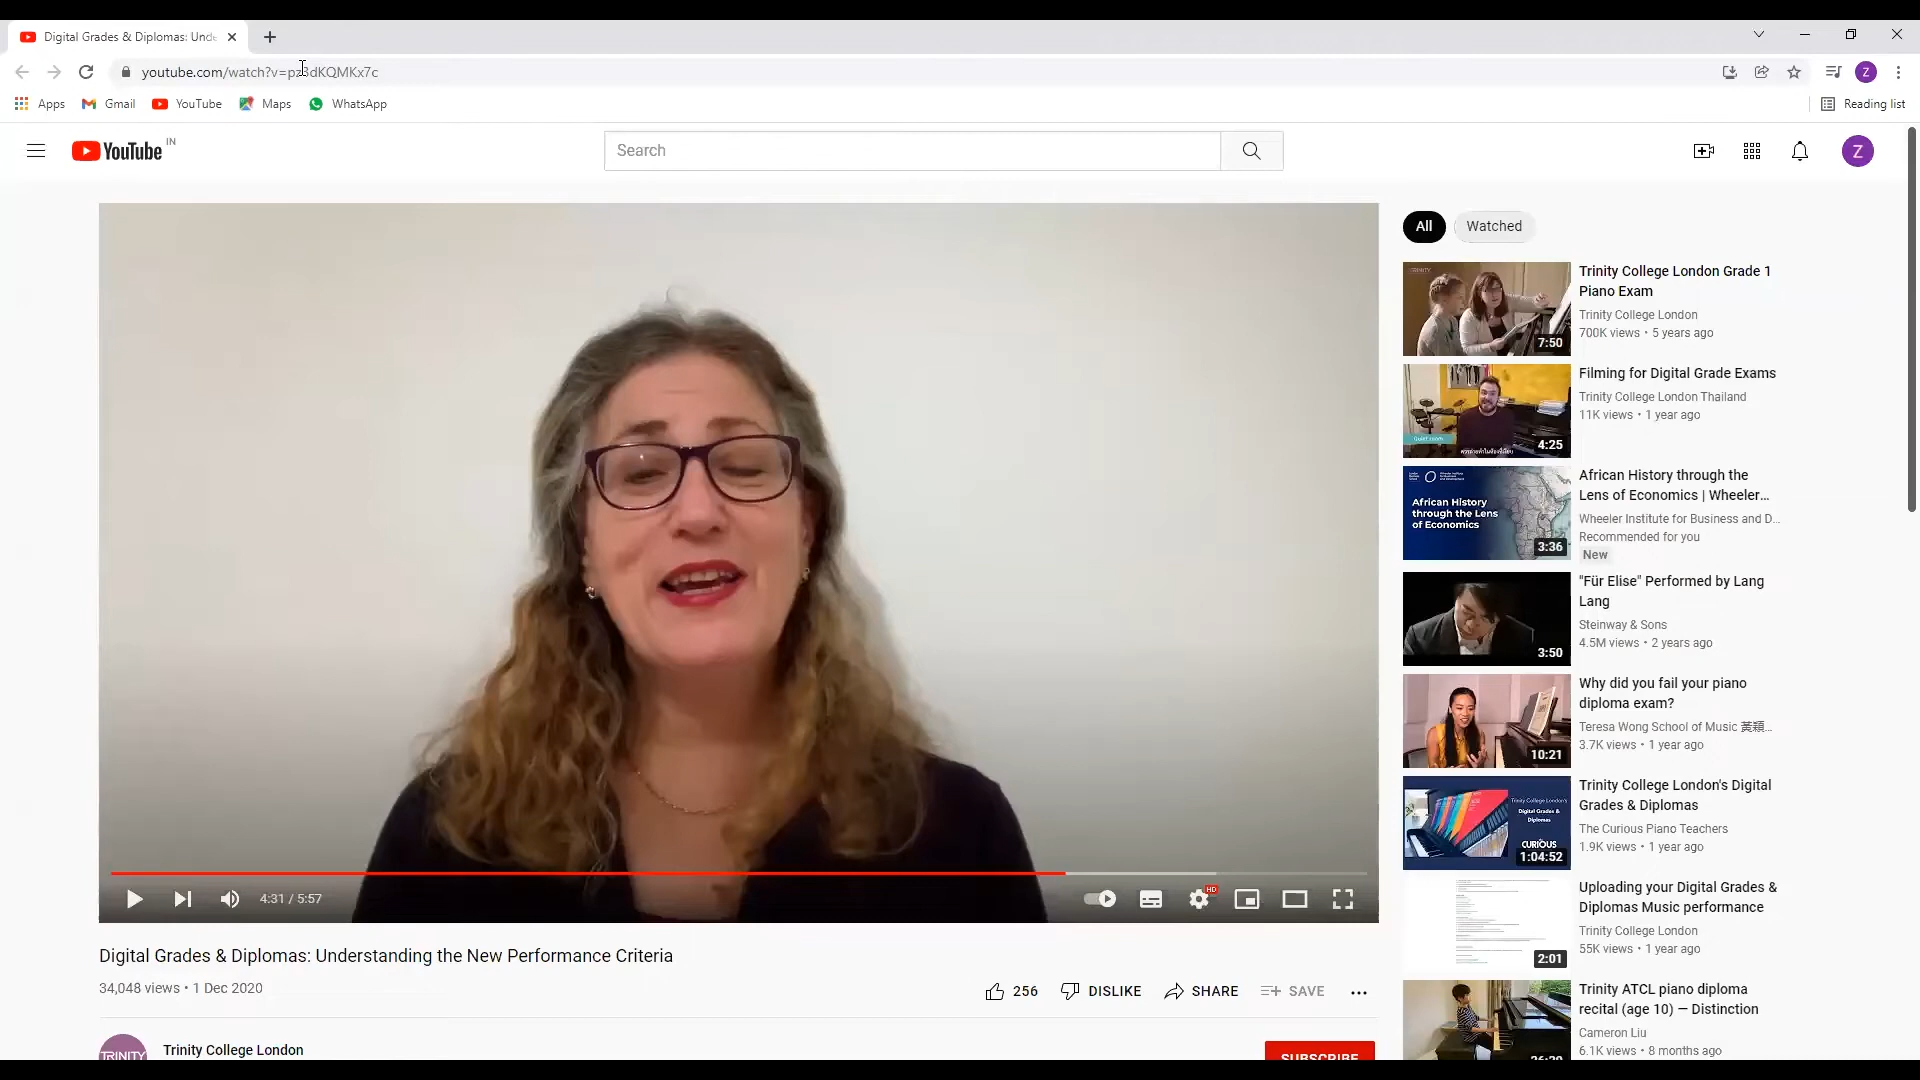 Digital Grades & Diplomas: Unde
youtube.com/watch?v=pz3dKQMKx7c
Apps
Gmail
YouTube
Maps
WhatsApp
Reading list
YouTube
IN
Search
Z
Z
All
Watched
TRINITY
7:50
Trinity College London Grade 1
Piano Exam
Trinity College London
700K views • 5 years ago
4:25
Filming for Digital Grade Exams
Trinity College London Thailand
11K views • 1 year ago
African History
through the Lens
of Economics
3:36
African History through the
Lens of Economics | Wheeler...
Wheeler Institute for Business and D...
Recommended for you
New
3:50
"Für Elise" Performed by Lang
Lang
Steinway & Sons
4.5M views • 2 years ago
10:21
Why did you fail your piano
diploma exam?
Teresa Wong School of Music 黃穎...
3.7K views • 1 year ago
Trinity College London's
Digital Grades &
Diplomas
CURIOUS
1:04:52
Trinity College London's Digital
Grades & Diplomas
The Curious Piano Teachers
1.9K views • 1 year ago
2:01
Uploading your Digital Grades &
Diplomas Music performance
Trinity College London
55K views • 1 year ago
Trinity ATCL piano diploma
recital (age 10) — Distinction
Cameron Liu
6.1K views • 8 months ago
4:31 / 5:57
HD
Digital Grades & Diplomas: Understanding the New Performance Criteria
34,048 views • 1 Dec 2020
256
DISLIKE
SHARE
SAVE
TRINITY
Trinity College London
SUBSCRIBE